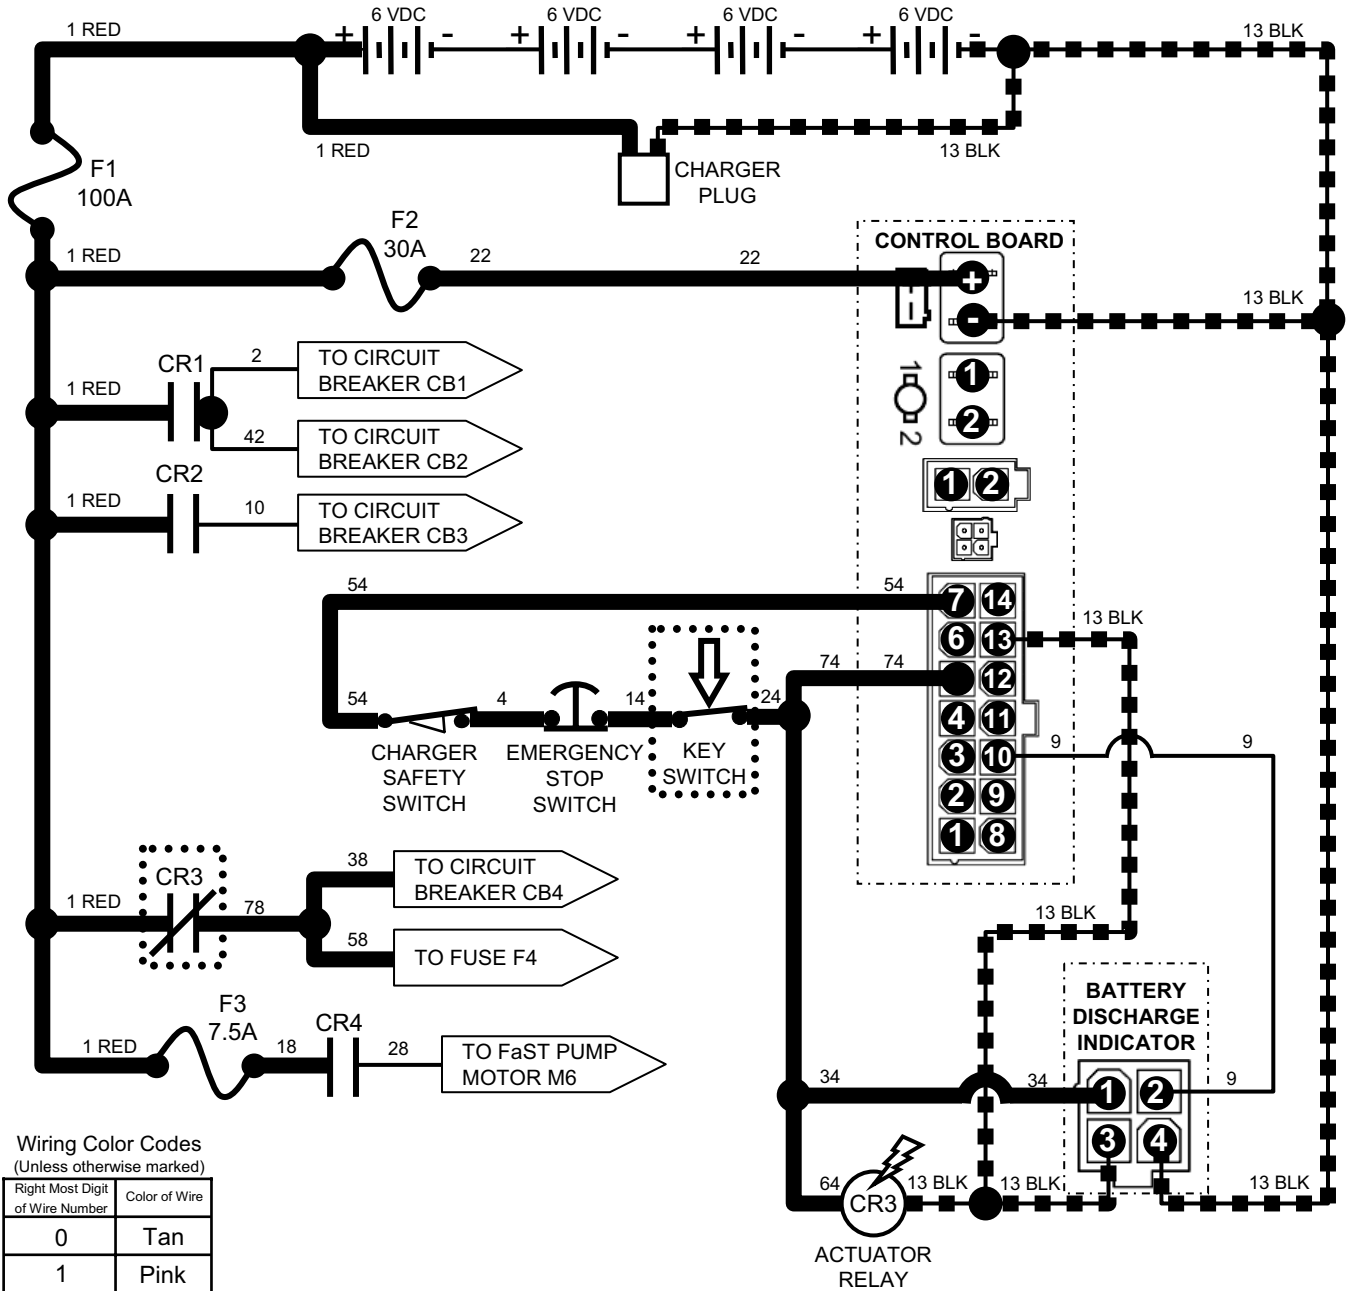 6 VDC
6 VDC
6 VDC
6 VDC
1 RED
+ -
+ -
+ -
+ -
13 BLK
1 RED
13 BLK
CHARGER
PLUG
F1
100A
F2
30A
1 RED
22
22
CONTROL BOARD
+
-
13 BLK
CR1
2
TO CIRCUIT
BREAKER CB1
1 RED
42
TO CIRCUIT
BREAKER CB2
1
2
1
2
CR2
1 RED
10
TO CIRCUIT
BREAKER CB3
1 2
54
54
7 14
6 13
12
4 11
3 10
2 9
1 8
13 BLK
74
74
54
4
14
24
CHARGER
SAFETY
SWITCH
EMERGENCY
STOP
SWITCH
KEY
SWITCH
9
9
CR3
1 RED
78
38
TO CIRCUIT
BREAKER CB4
58
TO FUSE F4
13 BLK
F3
7.5A
1 RED
18
CR4
28
TO FaST PUMP
MOTOR M6
BATTERY
DISCHARGE
INDICATOR
34
34
1 2
3 4
9
64
CR3
13 BLK
13 BLK
13 BLK
ACTUATOR
RELAY
Wiring Color Codes
(Unless otherwise marked)
Right Most Digit
of Wire Number
Color of Wire
0 Tan
1 Pink